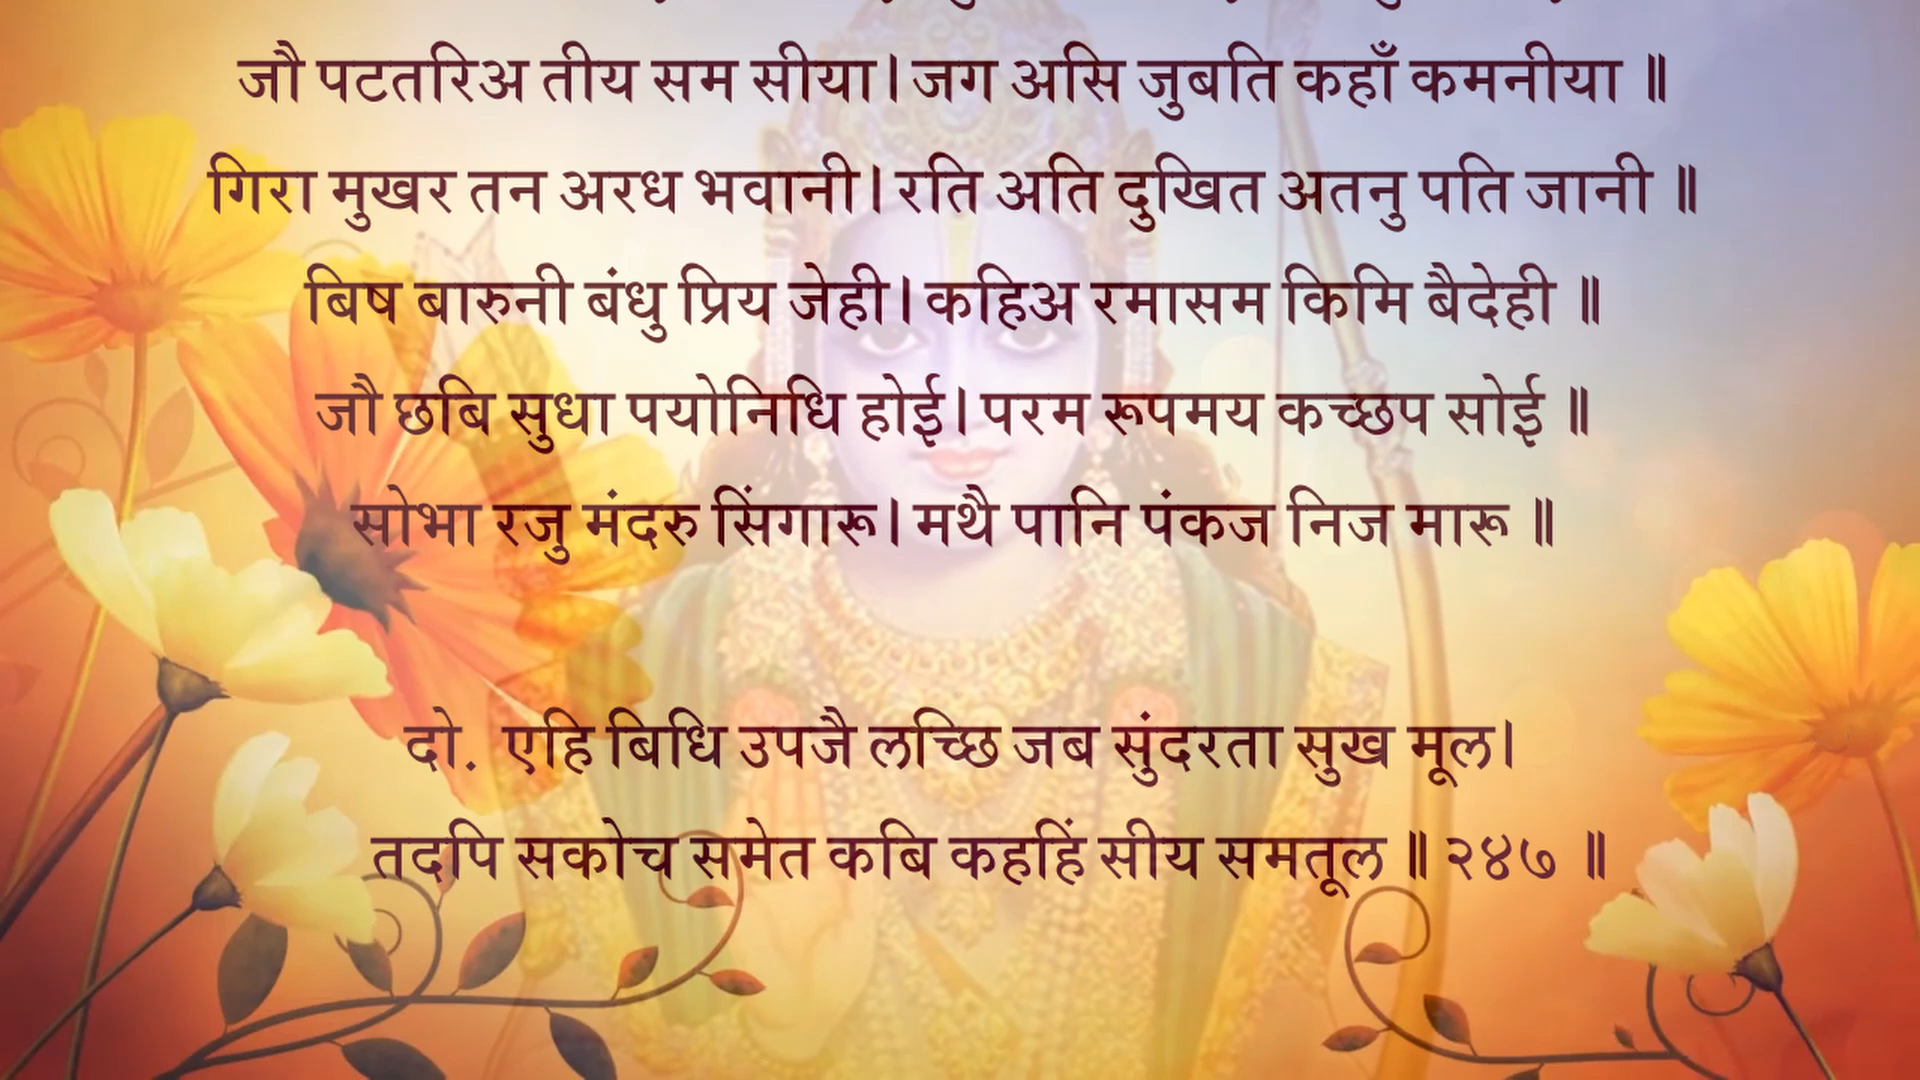 जौ पटतरिअ तीय सम सीया। जग असि जुबति कहाँ कमनीया ॥
गिरा मुखर तन अरध भवानी। रति अति दुखित अतनु पति जानी ॥
बिष बारुनी बंधु प्रिय जेही। कहिअ रमासम किमि बैदेही ॥
जौ छबि सुधा पयोनिधि होई। परम रूपमय कच्छप सोई ॥
सोभा रजु मंदरु सिंगारू। मथै पानि पंकज निज मारू ॥
दो. एहि बिधि उपजै लच्छि जब सुंदरता सुख मूल।
तदपि सकोच समेत कबि कहहिं सीय समतूल ॥ २४७ ॥